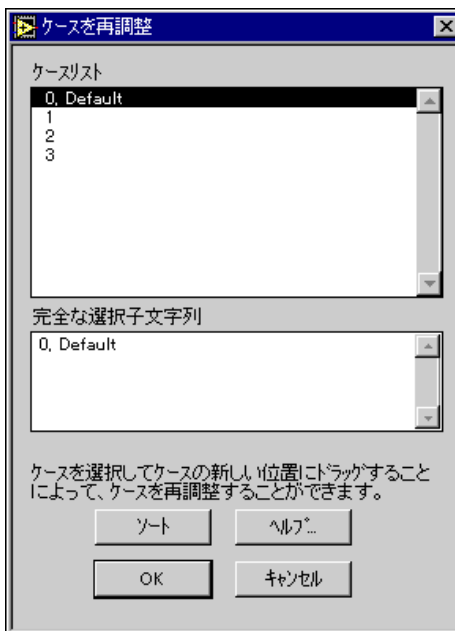 ケースを再調整
ケースリスト
0, Default
1
2
3
完全な選択子文字列
0, Default
ケースを選択してケースの新しい位置にドラッグすること
によって、ケースを再調整することができます。
ソート
ヘルプ...
OK
キャンセル